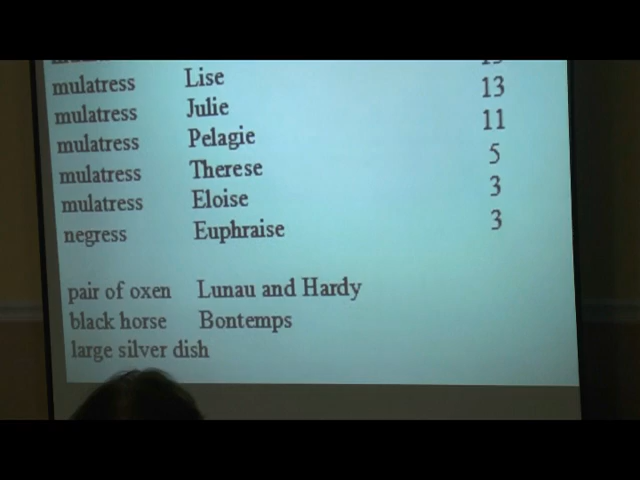 mulatress Lise 13
mulatress Julie 11
mulatress Pelagie 5
mulatress Therese 3
mulatress Eloise 3
negress Euphraise
pair of oxen Lunau and Hardy
black horse Bontemps
large silver dish